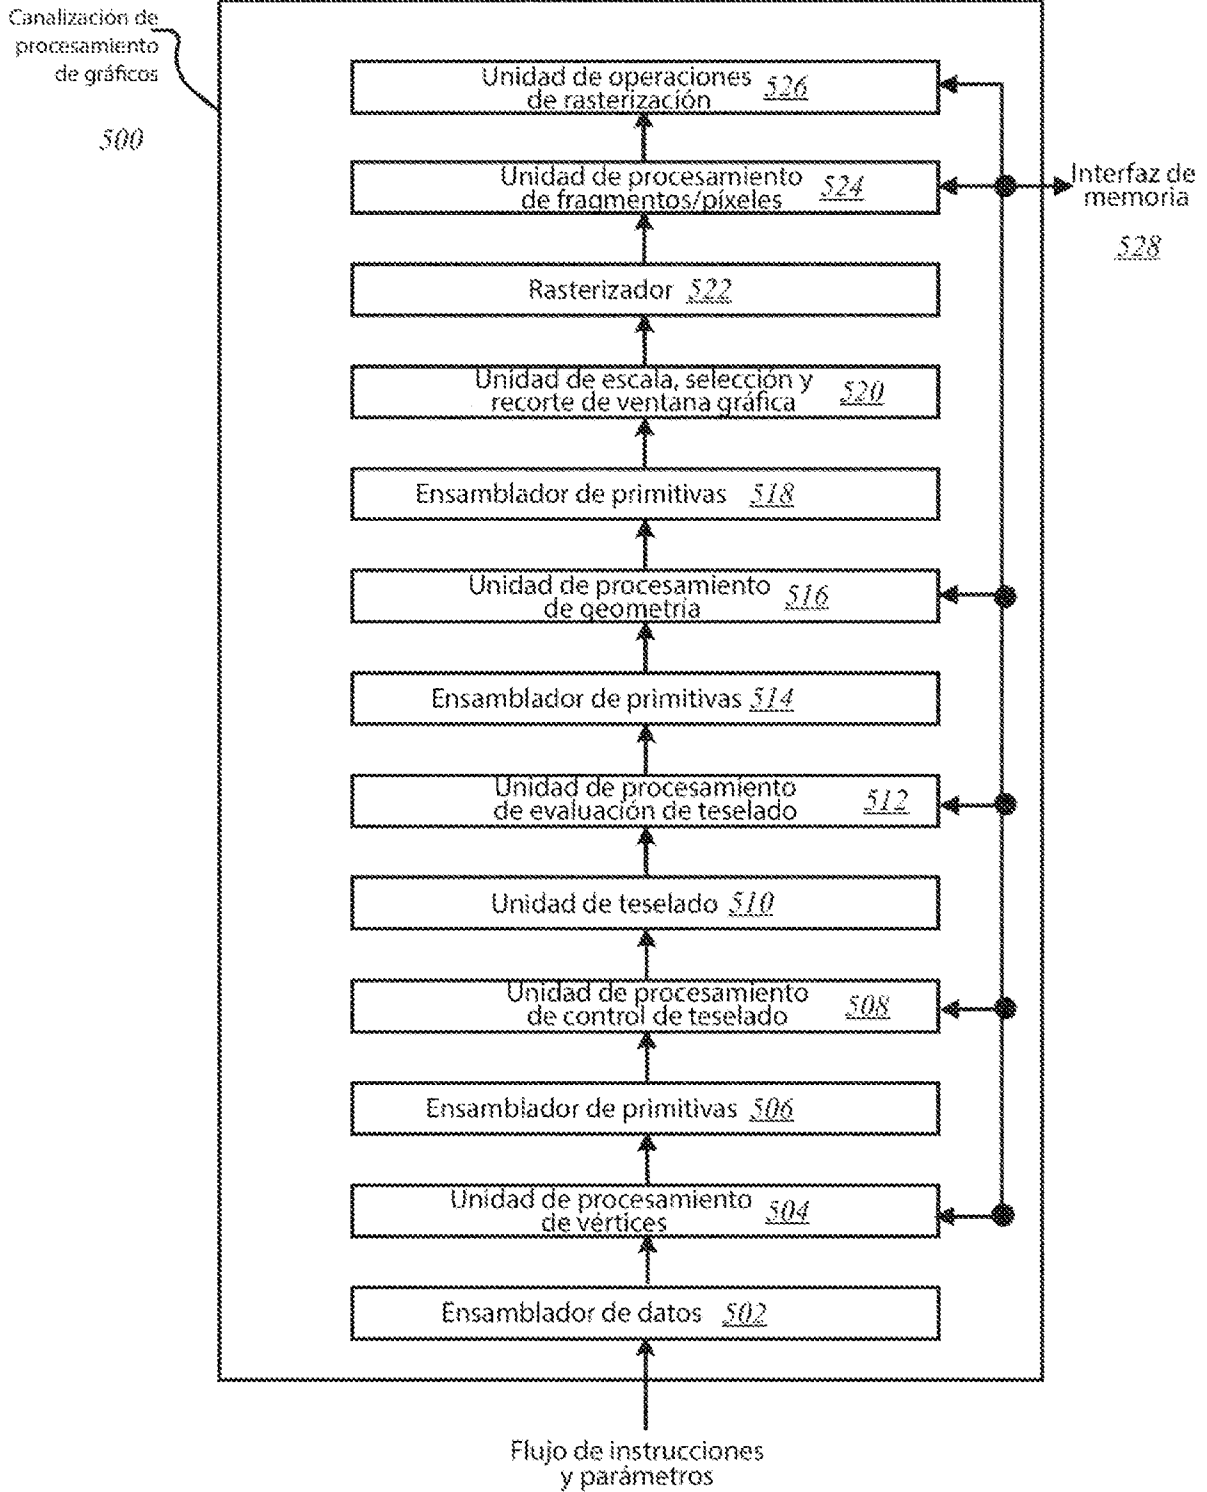 Canalización de
procesamiento
de gráficos
500
Unidad de operaciones
de rasterización 526
Unidad de procesamiento
de fragmentos/píxeles 524
Interfaz de
memoria
528
Rasterizador 522
Unidad de escala, selección y
recorte de ventana gráfica 520
Ensamblador de primitivas 518
Unidad de procesamiento
de geometría 516
Ensamblador de primitivas 514
Unidad de procesamiento
de evaluación de teselado 512
Unidad de teselado 510
Unidad de procesamiento
de control de teselado 508
Ensamblador de primitivas 506
Unidad de procesamiento
de vértices 504
Ensamblador de datos 502
Flujo de instrucciones
y parámetros